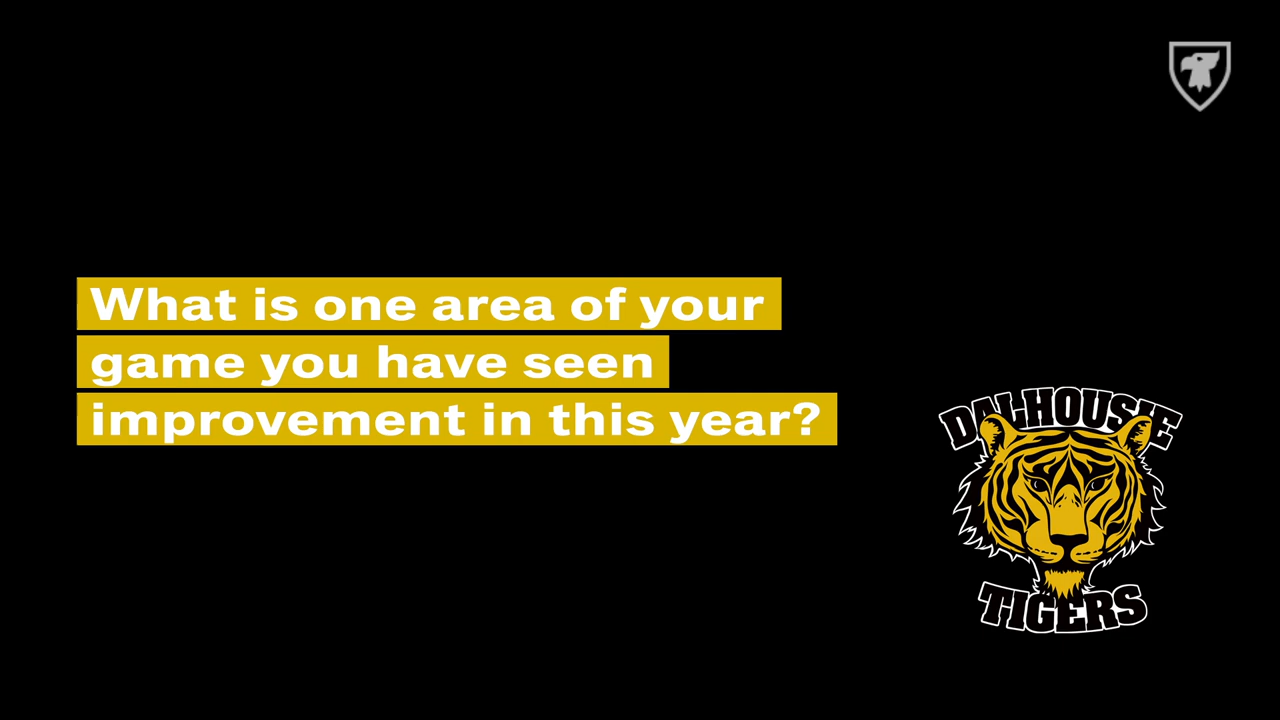 What is one area of your
game you have seen
improvement in this year?
DALHOUSIE
TIGERS